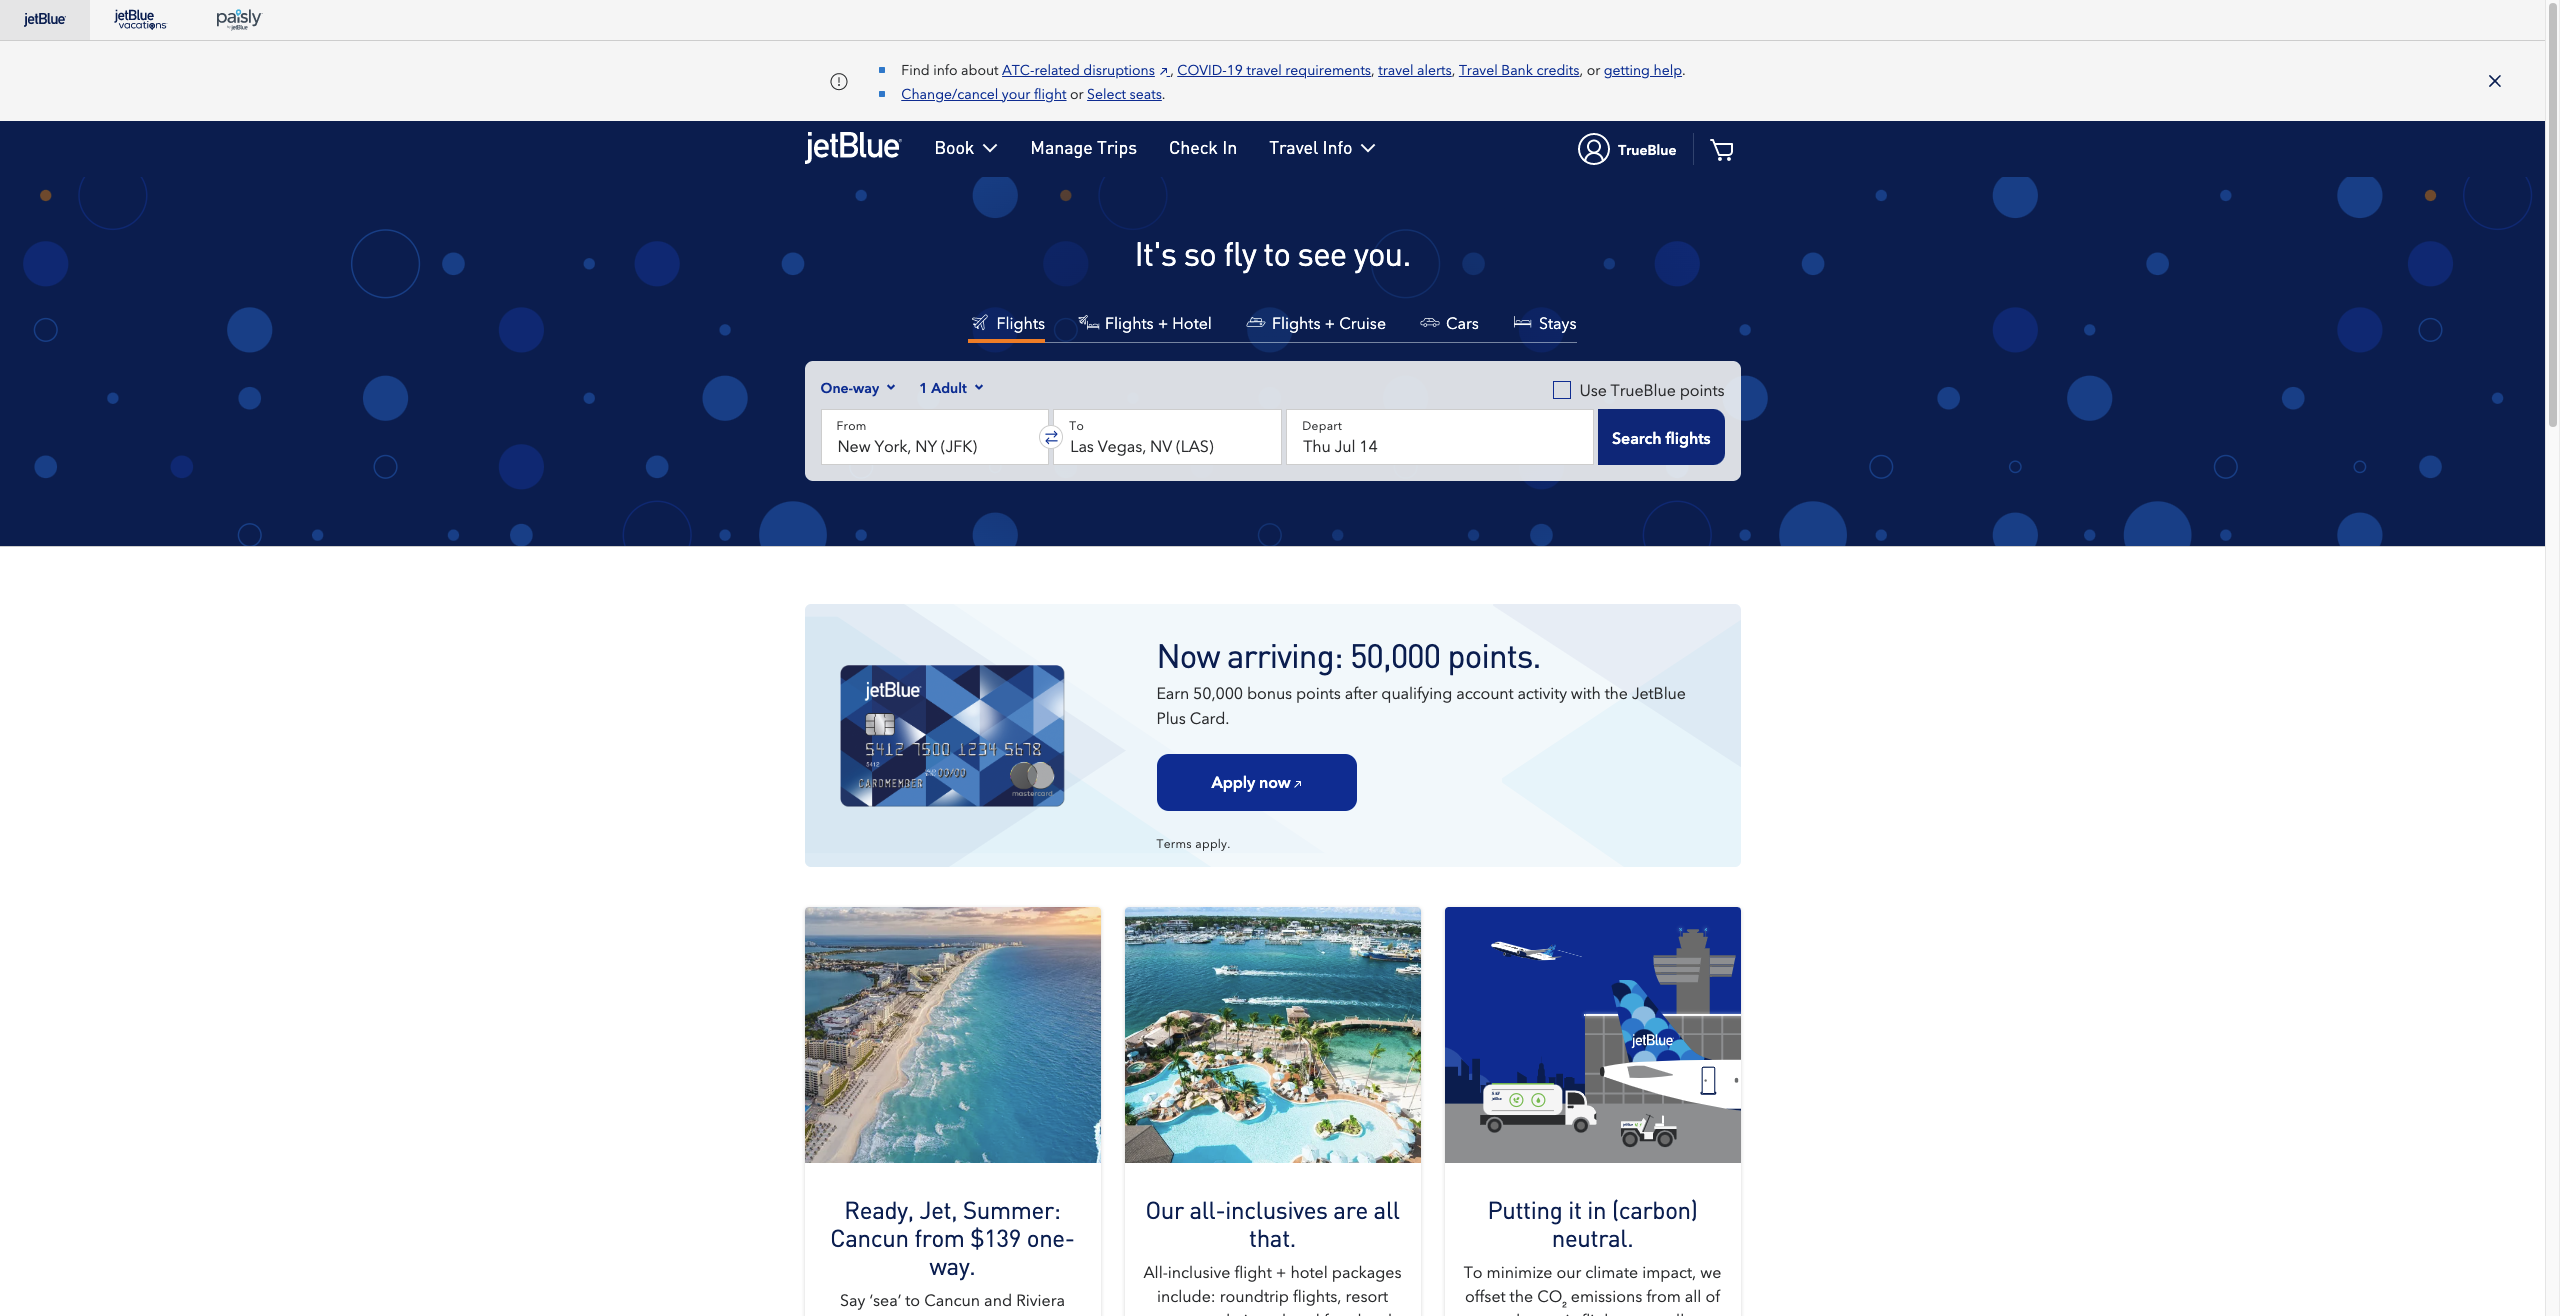 jetBlue
jetBlue vacations
paisly
by jetBlue
Find info about ATC-related disruptions, COVID-19 travel requirements, travel alerts, Travel Bank credits, or getting help.
Change/cancel your flight or Select seats.
jetBlue Book Manage Trips Check In Travel Info TrueBlue
It's so fly to see you.
Flights Flights + Hotel Flights + Cruise Cars Stays
One-way 1 Adult Use TrueBlue points
From
New York, NY (JFK)
To
Las Vegas, NV (LAS)
Depart
Thu Jul 14
Search flights
jetBlue
5412 7500 1234 5678
5412
00/00
CARDMEMBER
mastercard
Now arriving: 50,000 points.
Earn 50,000 bonus points after qualifying account activity with the JetBlue
Plus Card.
Apply now
Terms apply.
jetBlue
Ready, Jet, Summer:
Cancun from $139 one-
way.
Say ‘sea’ to Cancun and Riviera
Our all-inclusives are all
that.
All-inclusive flight + hotel packages
include: roundtrip flights, resort
Putting it in (carbon)
neutral.
To minimize our climate impact, we
offset the CO₂ emissions from all of